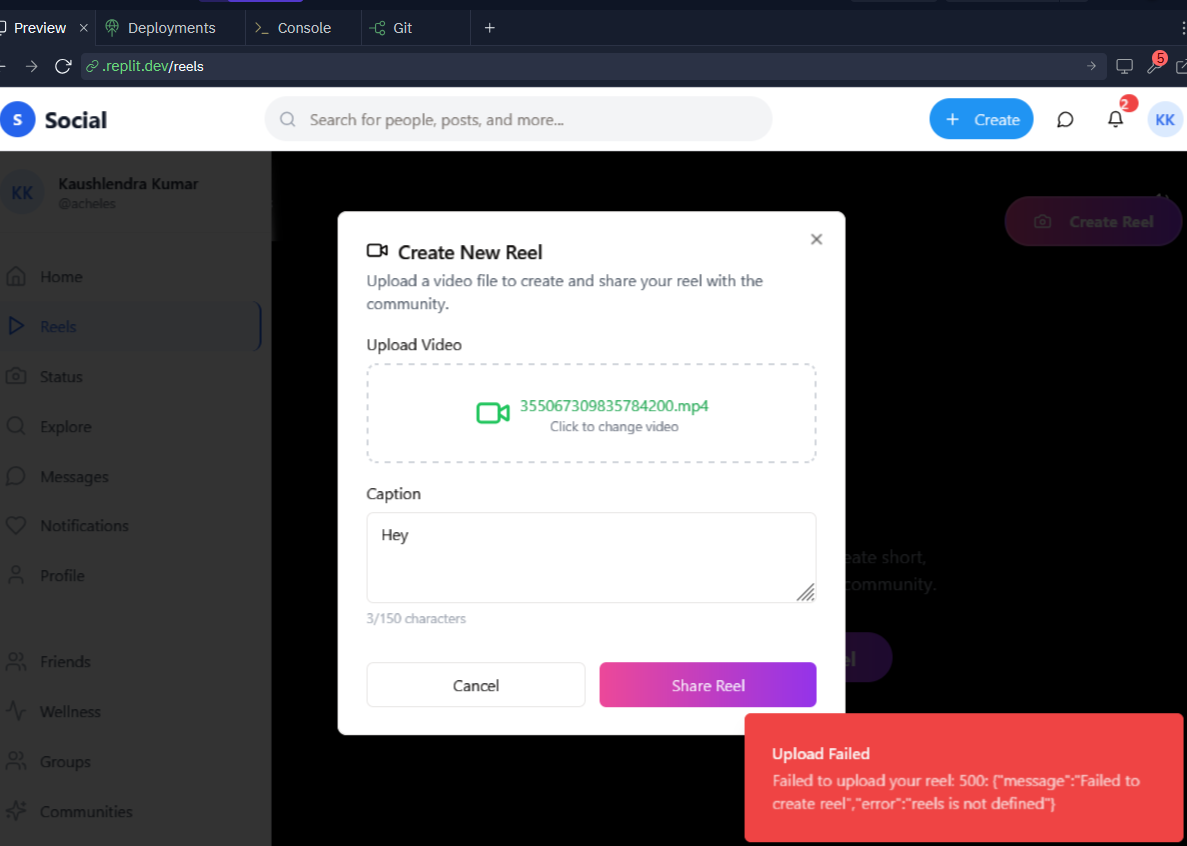 Preview
Deployments
Console
Git
.replit.dev/reels
5
S
Social
Search for people, posts, and more...
Create
2
KK
KK
Kaushlendra Kumar
@acheles
Create Reel
Home
Reels
Status
Explore
Messages
Notifications
Profile
Friends
Wellness
Groups
Communities
Create New Reel
Upload a video file to create and share your reel with the
community.
Upload Video
355067309835784200.mp4
Click to change video
Caption
Hey
3/150 characters
Cancel
Share Reel
short,
community.
Upload Failed
Failed to upload your reel: 500: {"message":"Failed to
create reel","error":"reels is not defined"}